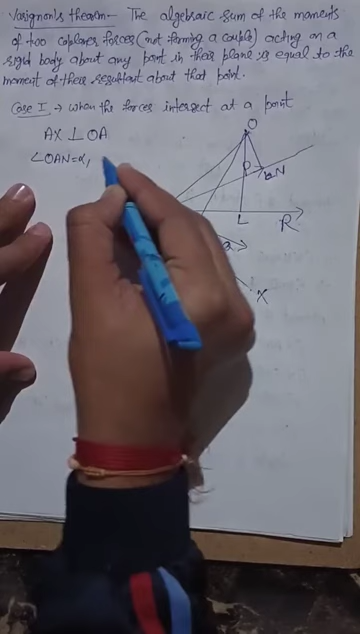 Varignon's theorem - The algebraic sum of the moments
of two coplaner forces (not forming a couple) acting on a
rigid body about any point in their plane is equal to the
moment of their resultant about that point.
Case I → when the forces intersect at a point
AX ⊥ OA
∠OAN = α,
O
N
L
R
X